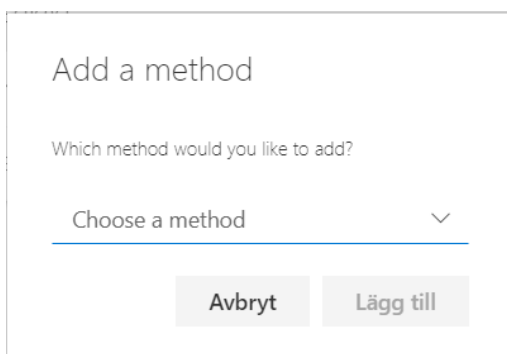 Add a method
Which method would you like to add?
Choose a method
Avbryt
Lägg till